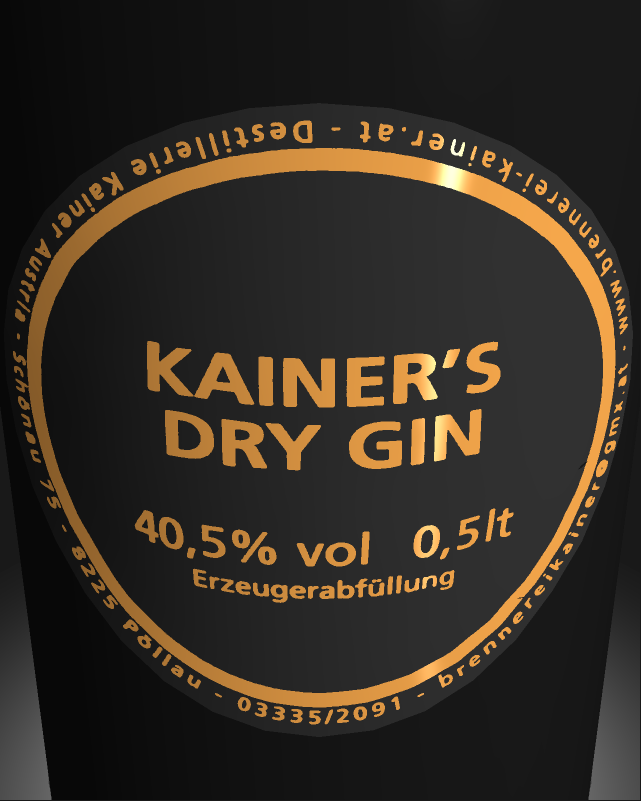 KAINER'S
DRY GIN
40,5% vol 0,5lt
Erzeugerabfüllung
Destillerie Kainer Austria - Schönau 75 - 8225 Pöllau - 03335/2091 - brennereikainer@gmx.at - www.brennerei-kainer.at -